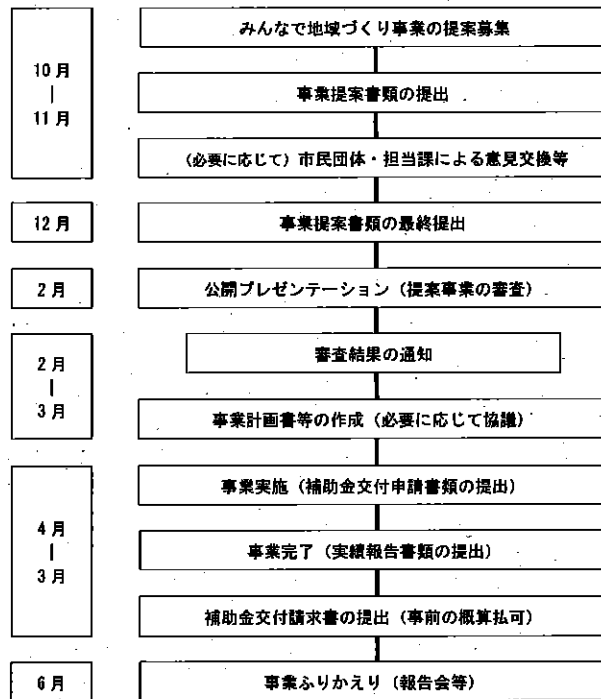 10月
|
11月
みんなで地域づくり事業の提案募集
事業提案書類の提出
(必要に応じて)市民団体・担当課による意見交換等
12月
事業提案書類の最終提出
2月
公開プレゼンテーション(提案事業の審査)
2月
|
3月
審査結果の通知
事業計画書等の作成(必要に応じて協議)
4月
|
3月
事業実施(補助金交付申請書類の提出)
事業完了(実績報告書類の提出)
補助金交付請求書の提出(事前の概算払可)
6月
事業ふりかえり(報告会等)